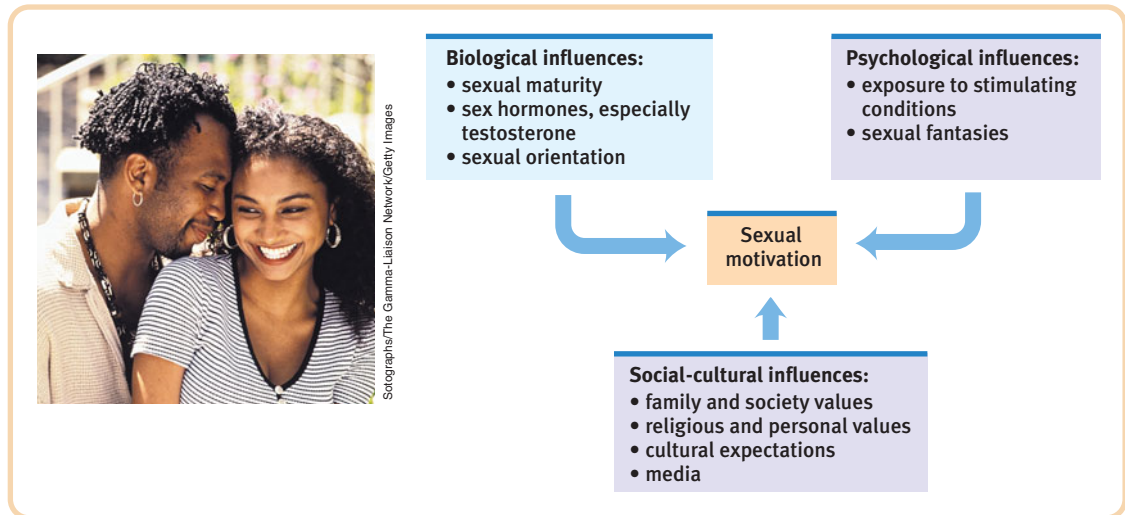 Sotographs/The Gamma-Liaison Network/Getty Images
Biological influences:
• sexual maturity
• sex hormones, especially
testosterone
• sexual orientation
Psychological influences:
• exposure to stimulating
conditions
• sexual fantasies
Sexual
motivation
Social-cultural influences:
• family and society values
• religious and personal values
• cultural expectations
• media